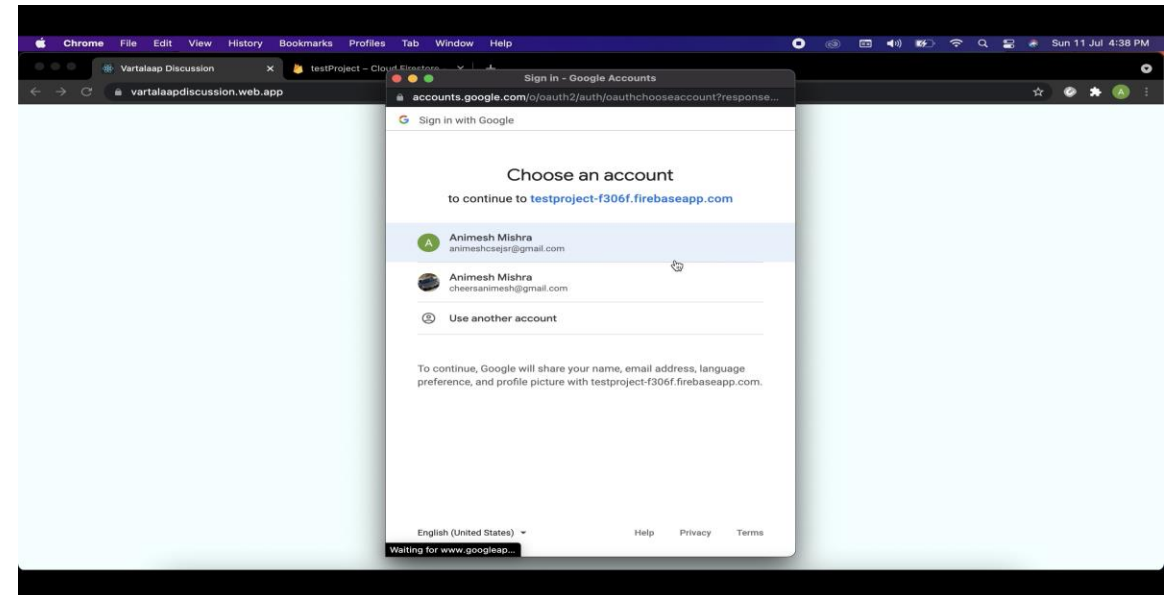 Chrome File Edit View History Bookmarks Profiles Tab Window Help Sun 11 Jul 4:38 PM
Vartalaap Discussion testProject – Cloud Firestore
vartalaapdiscussion.web.app
Sign in - Google Accounts
accounts.google.com/o/oauth2/auth/oauthchooseaccount?response...
G Sign in with Google
Choose an account
to continue to testproject-f306f.firebaseapp.com
A Animesh Mishra
animeshcsejsr@gmail.com
Animesh Mishra
cheersanimesh@gmail.com
Use another account
To continue, Google will share your name, email address, language
preference, and profile picture with testproject-f306f.firebaseapp.com.
English (United States) Help Privacy Terms
Waiting for www.googleap...